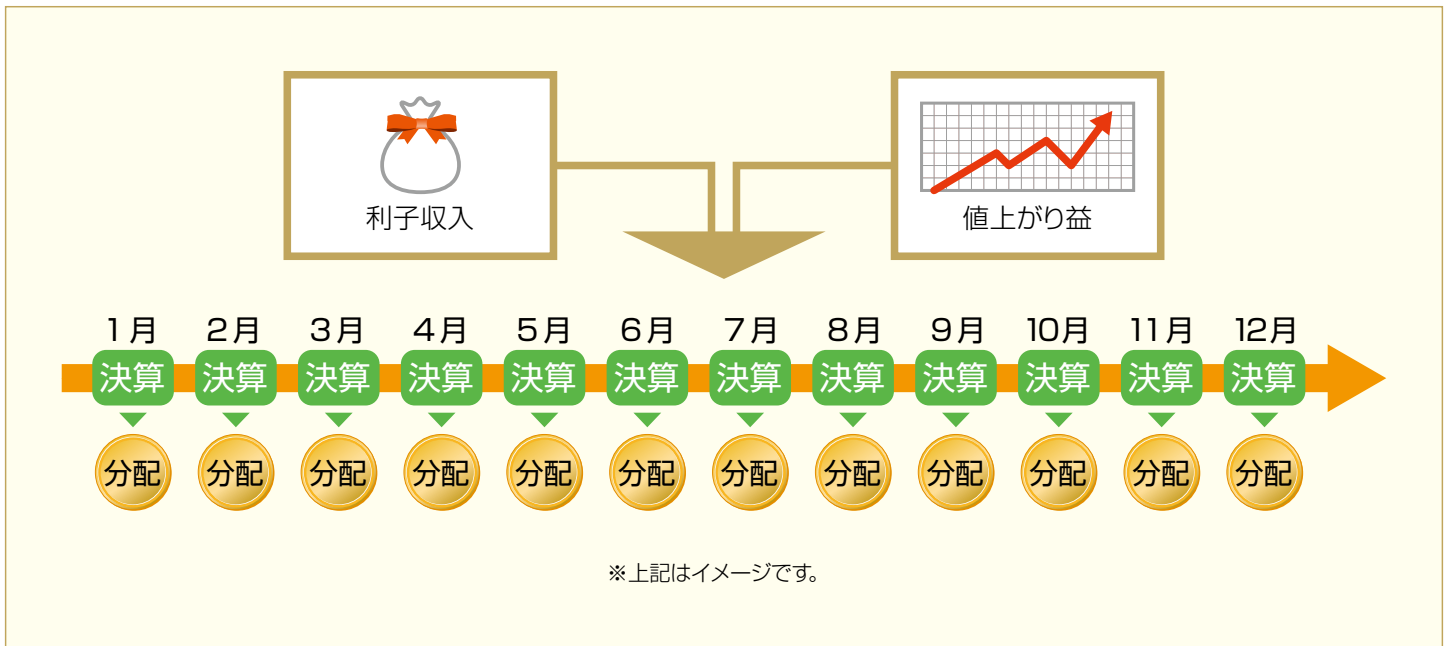 利子収入
値上がり益
1月 2月 3月 4月 5月 6月 7月 8月 9月 10月 11月 12月
決算 決算 決算 決算 決算 決算 決算 決算 決算 決算 決算 決算
分配 分配 分配 分配 分配 分配 分配 分配 分配 分配 分配 分配
※上記はイメージです。